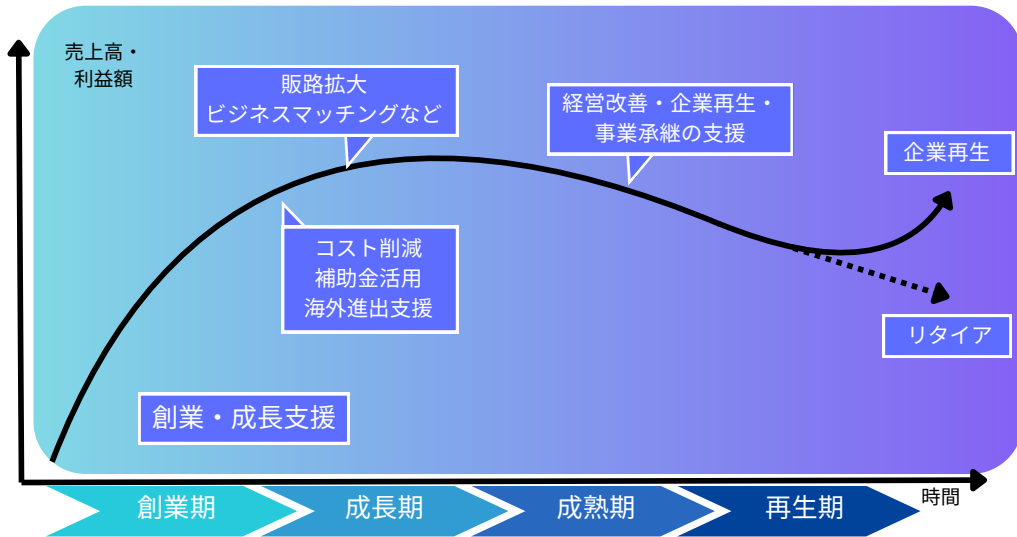 売上高・
利益額
販路拡大
ビジネスマッチングなど
経営改善・企業再生・
事業承継の支援
企業再生
コスト削減
補助金活用
海外進出支援
リタイア
創業・成長支援
時間
創業期
成長期
成熟期
再生期